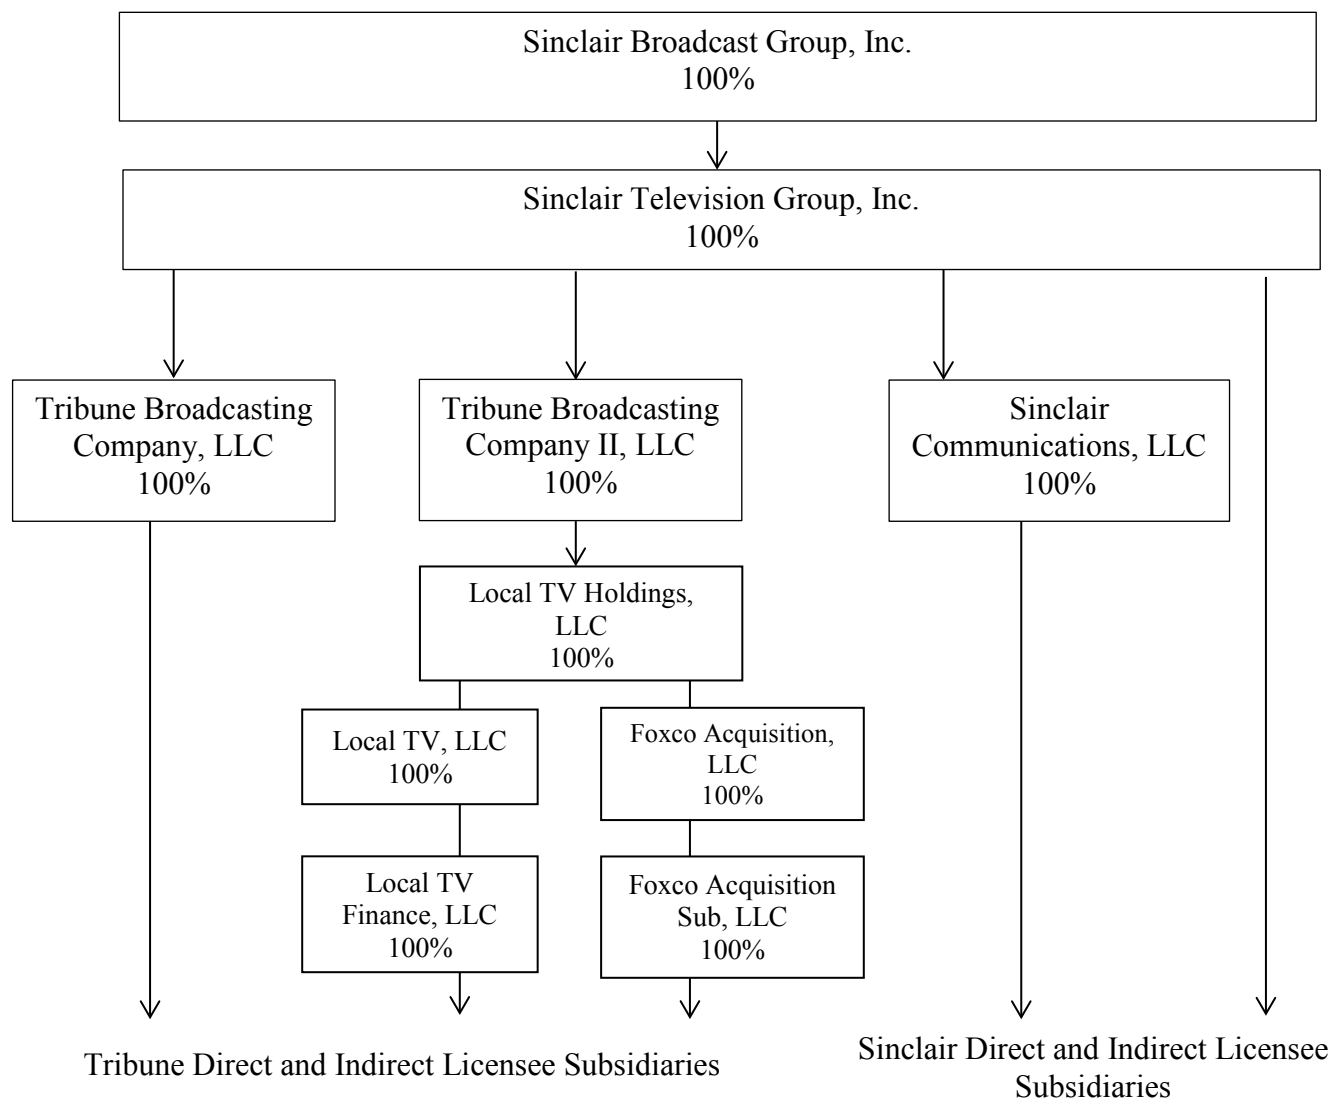 Sinclair Broadcast Group, Inc.
100%
Sinclair Television Group, Inc.
100%
Tribune Broadcasting
Company, LLC
100%
Tribune Broadcasting
Company II, LLC
100%
Sinclair
Communications, LLC
100%
Local TV Holdings,
LLC
100%
Local TV, LLC
100%
Foxco Acquisition,
LLC
100%
Local TV
Finance, LLC
100%
Foxco Acquisition
Sub, LLC
100%
Tribune Direct and Indirect Licensee Subsidiaries
Sinclair Direct and Indirect Licensee
Subsidiaries